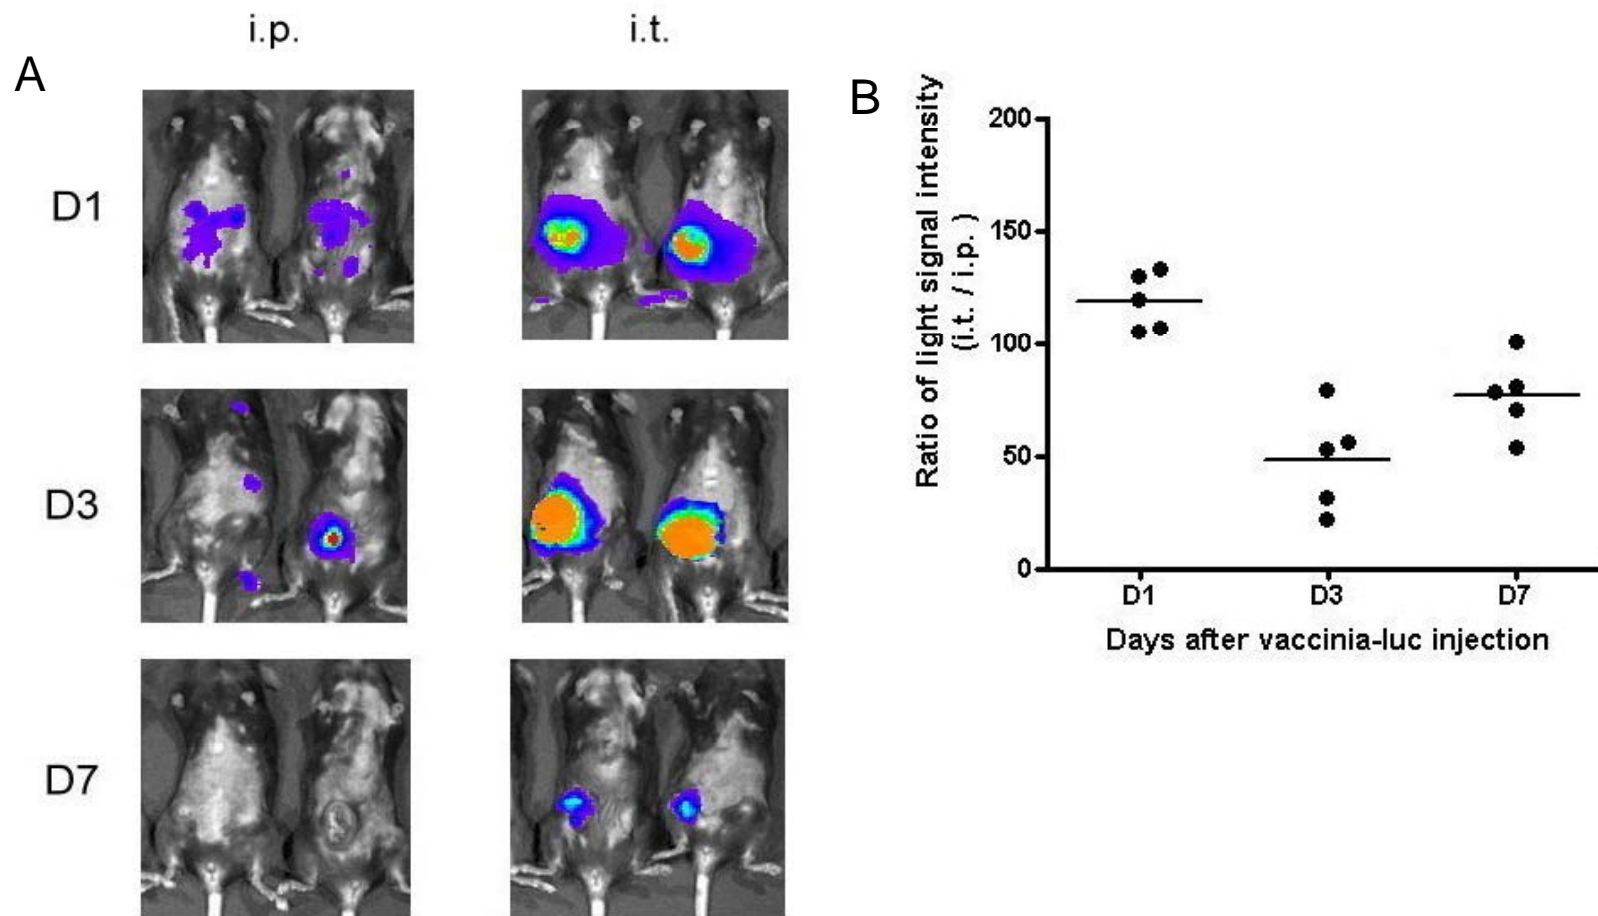 i.p.
i.t.
A
D1
D3
D7
B
Ratio of light signal intensity
(i.t. / i.p. )
200
150
100
50
0
D1
D3
D7
Days after vaccinia-luc injection